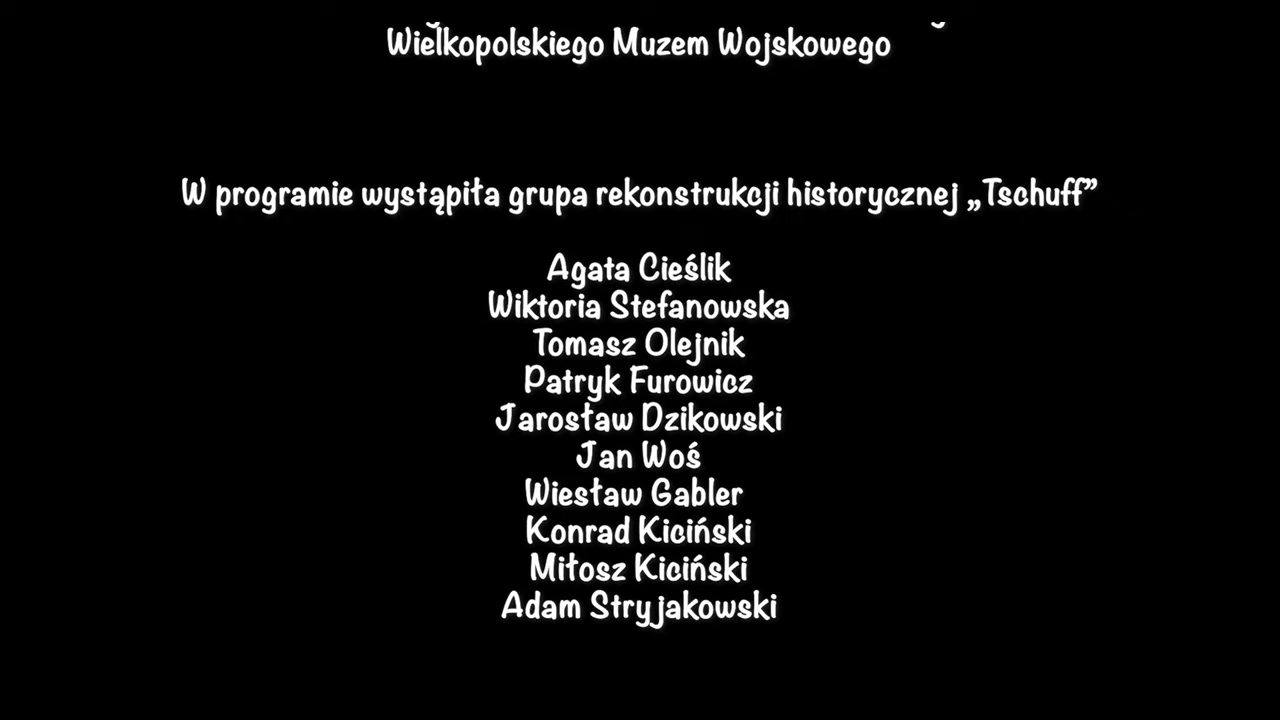 Wielkopolskiego Muzem Wojskowego
W programie wystąpiła grupa rekonstrukcji historycznej „Tschuff”
Agata Cieślik
Wiktoria Stefanowska
Tomasz Olejnik
Patryk Furowicz
Jarosław Dzikowski
Jan Woś
Wiesław Gabler
Konrad Kiciński
Miłosz Kiciński
Adam Stryjakowski